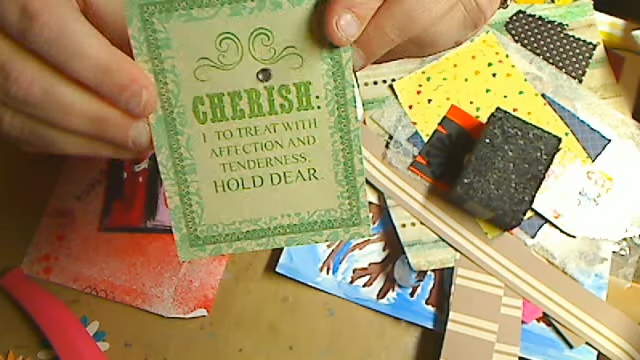 CHERISH:
1 TO TREAT WITH
AFFECTION AND
TENDERNESS.
HOLD DEAR.